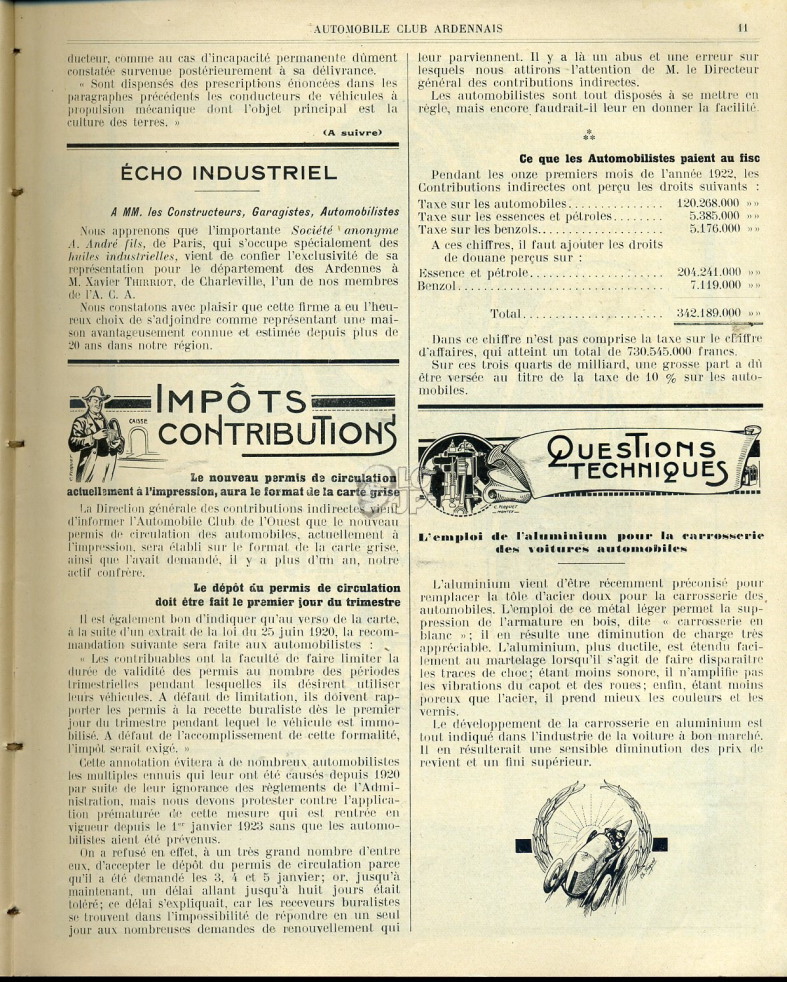 AUTOMOBILE CLUB ARDENNAIS
11
ducteur, comme au cas d'incapacité permanente dûment
constatée survenue postérieurement à sa délivrance.
« Sont dispensés des prescriptions énoncées dans les
paragraphes précédents les conducteurs de véhicules à
propulsion mécanique dont l'objet principal est la
culture des terres. »
(A suivre)
ÉCHO INDUSTRIEL
A MM. les Constructeurs, Garagistes, Automobilistes
Nous apprenons que l'importante Société anonyme
A. André fils, de Paris, qui s'occupe spécialement des
huiles industrielles, vient de confier l'exclusivité de sa
représentation pour le département des Ardennes à
M. Xavier THIRIOT, de Charleville, l'un de nos membres
de l'A. C. A.
Nous constatons avec plaisir que cette firme a eu l'heu-
reux choix de s'adjoindre comme représentant une mai-
son avantageusement connue et estimée depuis plus de
20 ans dans notre région.
CAISSE
IMPÔTS
CONTRIBUTIONS
Le nouveau permis de circulation
actuellement à l'impression, aura le format de la carte grise
La Direction générale des contributions indirectes vient
d'informer l'Automobile Club de l'Ouest que le nouveau
permis de circulation des automobiles, actuellement à
l'impression, sera établi sur le format de la carte grise,
ainsi que l'avait demandé, il y a plus d'un an, notre
actif confrère.
Le dépôt du permis de circulation
doit être fait le premier jour du trimestre
Il est également bon d'indiquer qu'au verso de la carte,
à la suite d'un extrait de la loi du 25 juin 1920, la recom-
mandation suivante sera faite aux automobilistes :
« Les contribuables ont la faculté de faire limiter la
durée de validité des permis au nombre des périodes
trimestrielles pendant lesquelles ils désirent utiliser
leurs véhicules. A défaut de limitation, ils doivent rap-
porter les permis à la recette buraliste dès le premier
jour du trimestre pendant lequel le véhicule est immo-
bilisé. A défaut de l'accomplissement de cette formalité,
l'impôt serait exigé. »
Cette annotation évitera à de nombreux automobilistes
les multiples ennuis qui leur ont été causés depuis 1920
par suite de leur ignorance des règlements de l'Admi-
nistration, mais nous devons protester contre l'applica-
tion prématurée de cette mesure qui est rentrée en
vigueur depuis le 1er janvier 1923 sans que les automo-
bilistes aient été prévenus.
On a refusé en effet, à un très grand nombre d'entre
eux, d'accepter le dépôt du permis de circulation parce
qu'il a été demandé les 3, 4 et 5 janvier; or, jusqu'à
maintenant, un délai allant jusqu'à huit jours était
toléré; ce délai s'expliquait, car les receveurs buralistes
se trouvent dans l'impossibilité de répondre en un seul
jour aux nombreuses demandes de renouvellement qui
leur parviennent. Il y a là un abus et une erreur sur
lesquels nous attirons l'attention de M. le Directeur
général des contributions indirectes.
Les automobilistes sont tout disposés à se mettre en
règle, mais encore faudrait-il leur en donner la facilité.
*
**
Ce que les Automobilistes paient au fisc
Pendant les onze premiers mois de l'année 1922, les
Contributions indirectes ont perçu les droits suivants :
Taxe sur les automobiles.............. 120.268.000 »»
Taxe sur les essences et pétroles........ 5.385.000 »»
Taxe sur les benzols.................. 5.176.000 »»
A ces chiffres, il faut ajouter les droits
de douane perçus sur :
Essence et pétrole.................... 204.241.000 »»
Benzol.............................. 7.119.000 »»
Total.................... 342.189.000 »»
Dans ce chiffre n'est pas comprise la taxe sur le chiffre
d'affaires, qui atteint un total de 730.545.000 francs.
Sur ces trois quarts de milliard, une grosse part a dû
être versée au titre de la taxe de 10 % sur les auto-
mobiles.
QUESTIONS
TECHNIQUES
L'emploi de l'aluminium pour la carrosserie
des voitures automobiles
L'aluminium vient d'être récemment préconisé pour
remplacer la tôle d'acier doux pour la carrosserie des
automobiles. L'emploi de ce métal léger permet la sup-
pression de l'armature en bois, dite « carrosserie en
blanc »; il en résulte une diminution de charge très
appréciable. L'aluminium, plus ductile, est étendu faci-
lement au martelage lorsqu'il s'agit de faire disparaître
les traces de choc; étant moins sonore, il n'amplifie pas
les vibrations du capot et des roues; enfin, étant moins
poreux que l'acier, il prend mieux les couleurs et les
vernis.
Le développement de la carrosserie en aluminium est
tout indiqué dans l'industrie de la voiture à bon marché.
Il en résulterait une sensible diminution des prix de
revient et un fini supérieur.